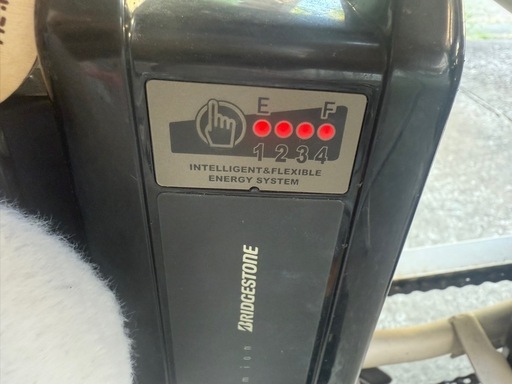 E F
1 2 3 4
INTELLIGENT&FLEXIBLE
ENERGY SYSTEM
BRIDGESTONE